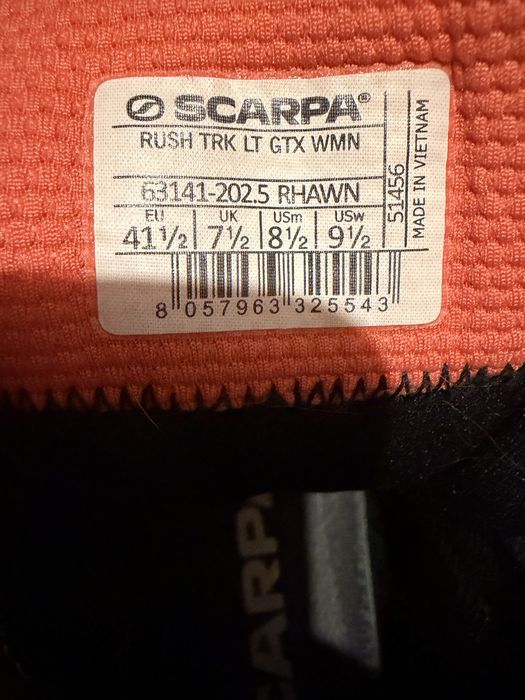 SCARPA®
RUSH TRK LT GTX WMN
63141-202.5 RHAWN
EU UK USm USw
41½ 7½ 8½ 9½
8 057963 325543
51456
MADE IN VIETNAM
SCARPA